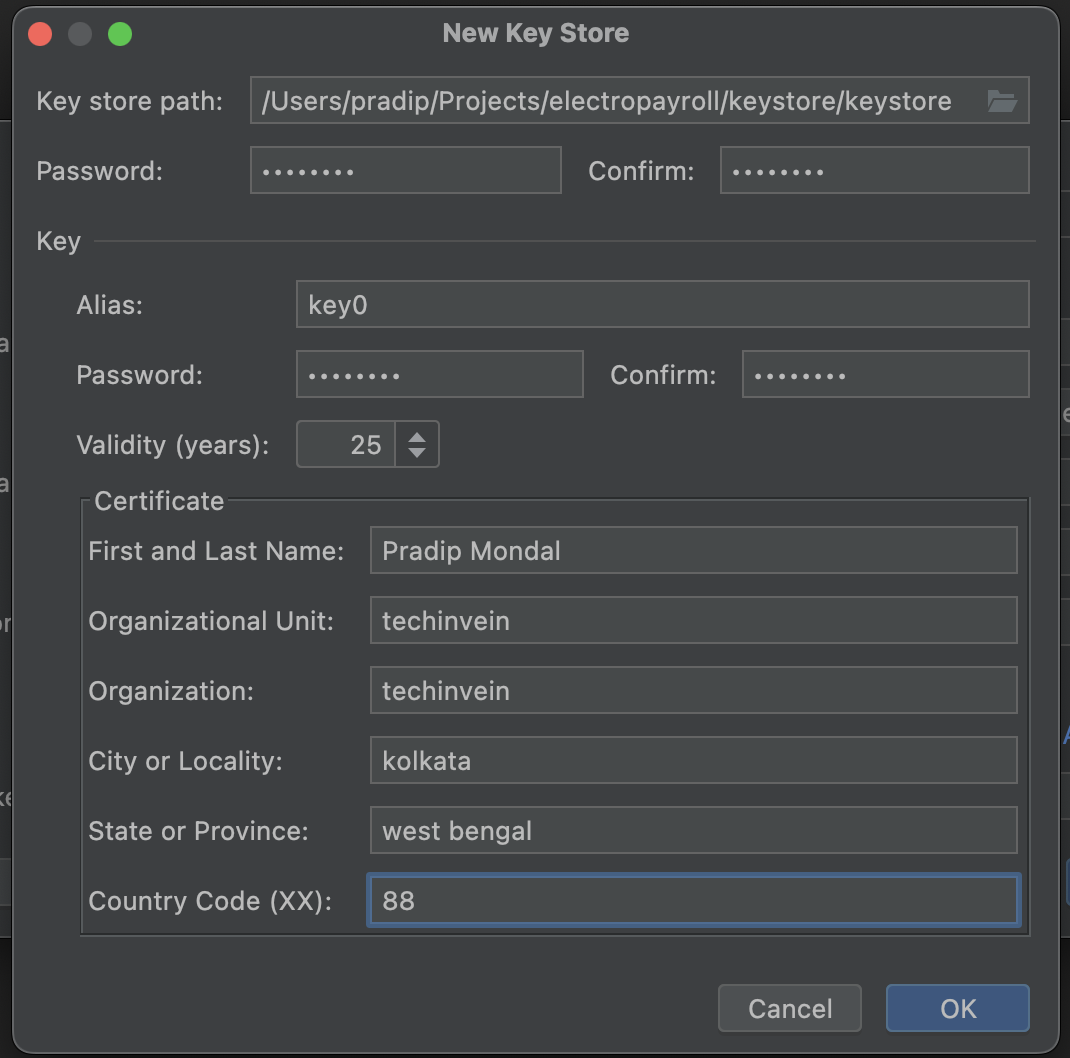 New Key Store
Key store path: /Users/pradip/Projects/electropayroll/keystore/keystore
Password: •••••••• Confirm: ••••••••
Key
Alias: key0
Password: •••••••• Confirm: ••••••••
Validity (years): 25
Certificate
First and Last Name: Pradip Mondal
Organizational Unit: techinvein
Organization: techinvein
City or Locality: kolkata
State or Province: west bengal
Country Code (XX): 88
Cancel OK